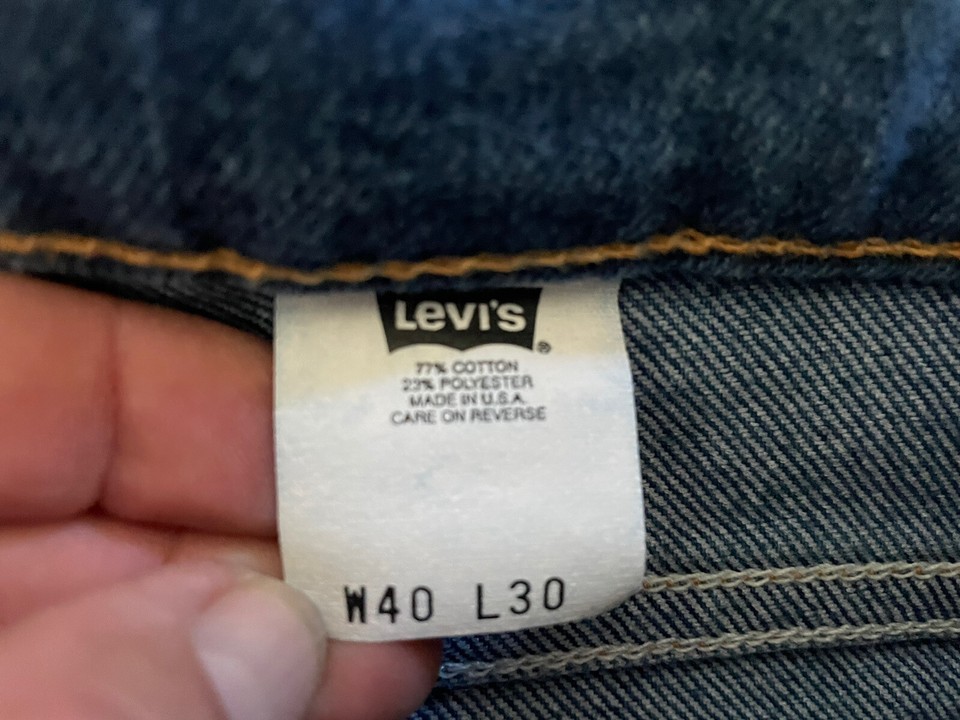 Levi's ®
77% COTTON
23% POLYESTER
MADE IN U.S.A.
CARE ON REVERSE
W40 L30